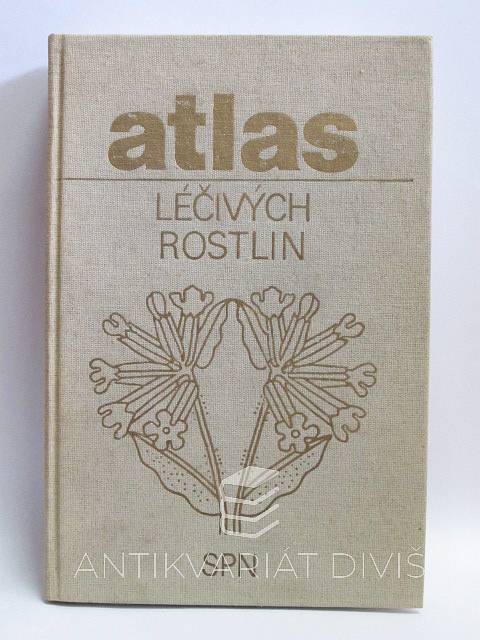 atlas
LÉČIVÝCH
ROSTLIN
SPN
ANTIKVARIÁT DIVIŠ